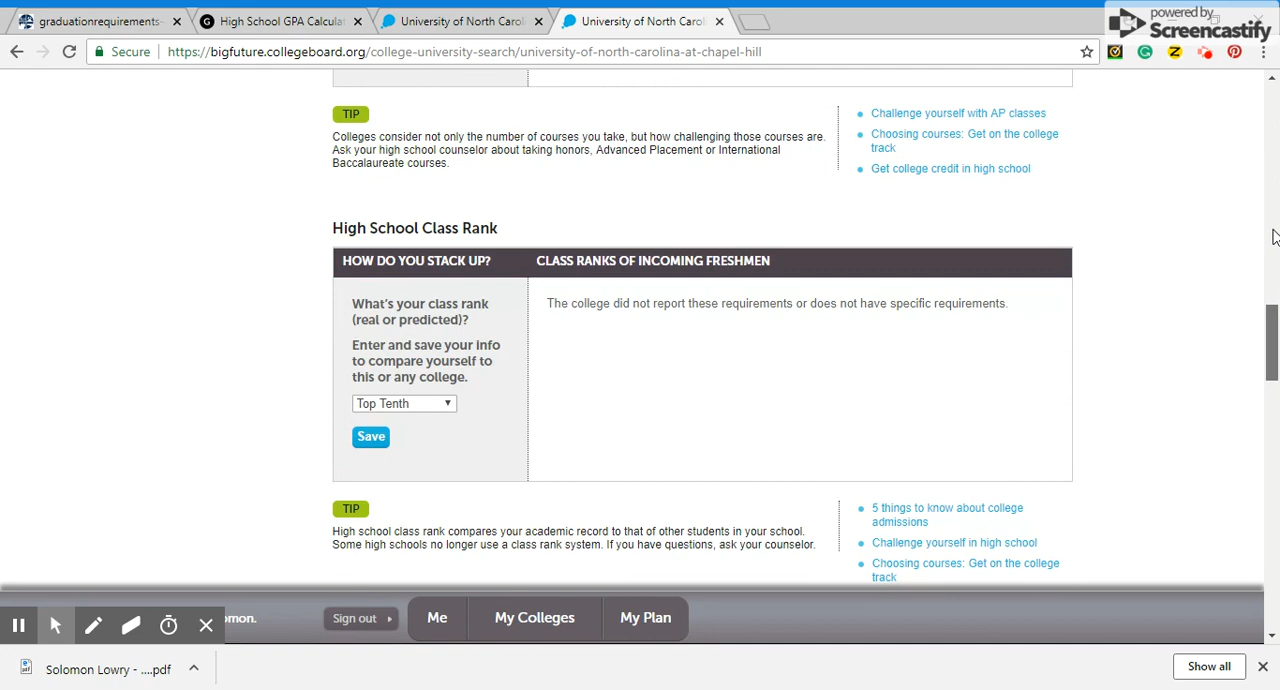 graduationrequirements-
High School GPA Calculat
University of North Carol
University of North Carol
powered by
Screencastify
Secure
https://bigfuture.collegeboard.org/college-university-search/university-of-north-carolina-at-chapel-hill
TIP
Colleges consider not only the number of courses you take, but how challenging those courses are.
Ask your high school counselor about taking honors, Advanced Placement or International
Baccalaureate courses.
Challenge yourself with AP classes
Choosing courses: Get on the college
track
Get college credit in high school
High School Class Rank
HOW DO YOU STACK UP?
CLASS RANKS OF INCOMING FRESHMEN
What's your class rank
(real or predicted)?
Enter and save your info
to compare yourself to
this or any college.
Top Tenth
Save
The college did not report these requirements or does not have specific requirements.
TIP
High school class rank compares your academic record to that of other students in your school.
Some high schools no longer use a class rank system. If you have questions, ask your counselor.
5 things to know about college
admissions
Challenge yourself in high school
Choosing courses: Get on the college
track
omon.
Sign out
Me
My Colleges
My Plan
Solomon Lowry - ....pdf
Show all